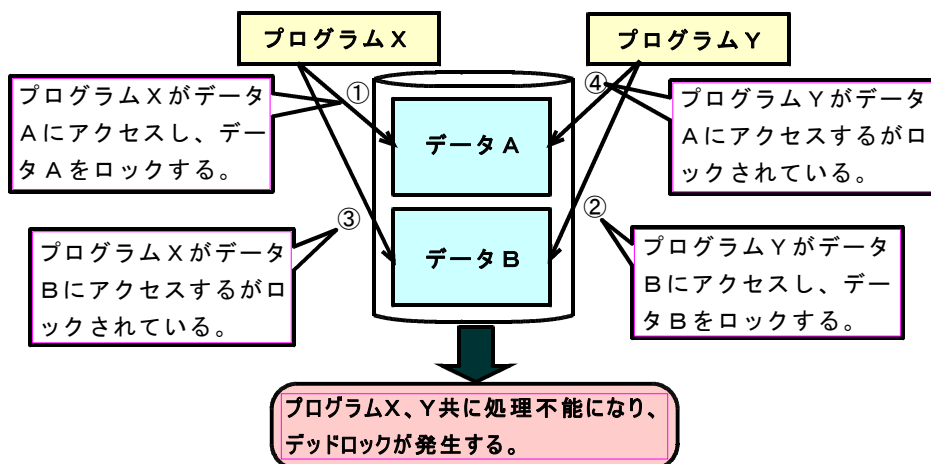 プログラムX
プログラムY
①
プログラムXがデータ
Aにアクセスし、デー
タAをロックする。
④
プログラムYがデータ
Aにアクセスするがロ
ックされている。
データA
③
プログラムXがデータ
Bにアクセスするがロ
ックされている。
②
プログラムYがデータ
Bにアクセスし、デー
タBをロックする。
データB
プログラムX、Y共に処理不能になり、
デッドロックが発生する。